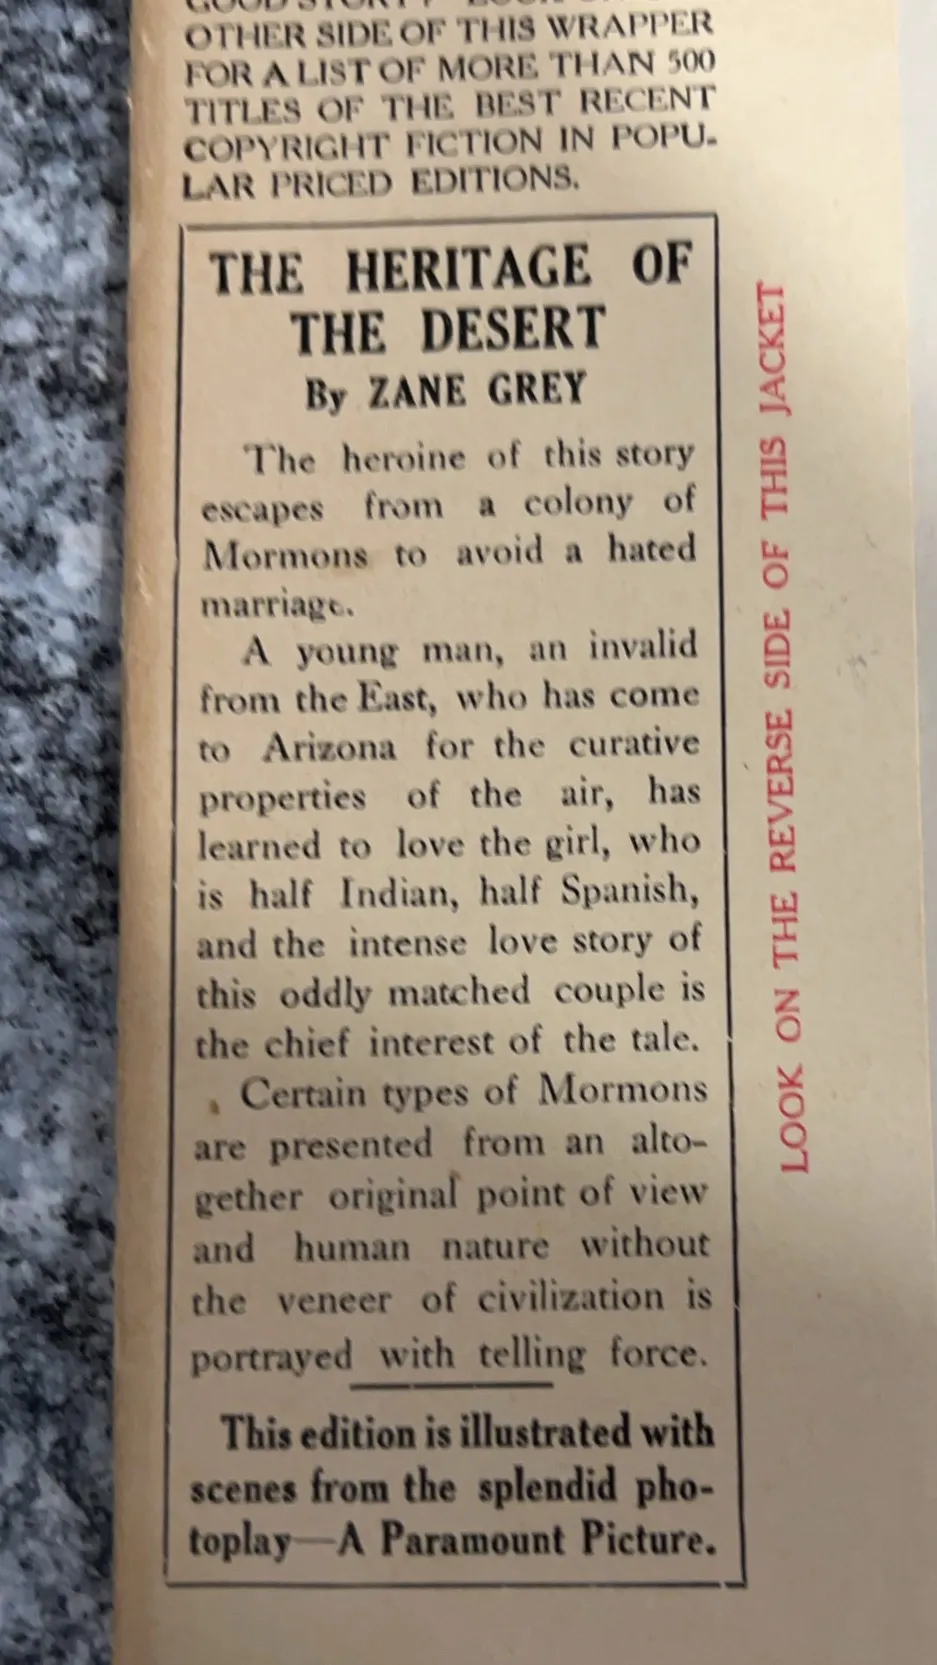 OTHER SIDE OF THIS WRAPPER
FOR A LIST OF MORE THAN 500
TITLES OF THE BEST RECENT
COPYRIGHT FICTION IN POPU-
LAR PRICED EDITIONS.
THE HERITAGE OF
THE DESERT
By ZANE GREY
The heroine of this story
escapes from a colony of
Mormons to avoid a hated
marriage.
A young man, an invalid
from the East, who has come
to Arizona for the curative
properties of the air, has
learned to love the girl, who
is half Indian, half Spanish,
and the intense love story of
this oddly matched couple is
the chief interest of the tale.
Certain types of Mormons
are presented from an alto-
gether original point of view
and human nature without
the veneer of civilization is
portrayed with telling force.
This edition is illustrated with
scenes from the splendid pho-
toplay—A Paramount Picture.
LOOK ON THE REVERSE SIDE OF THIS JACKET